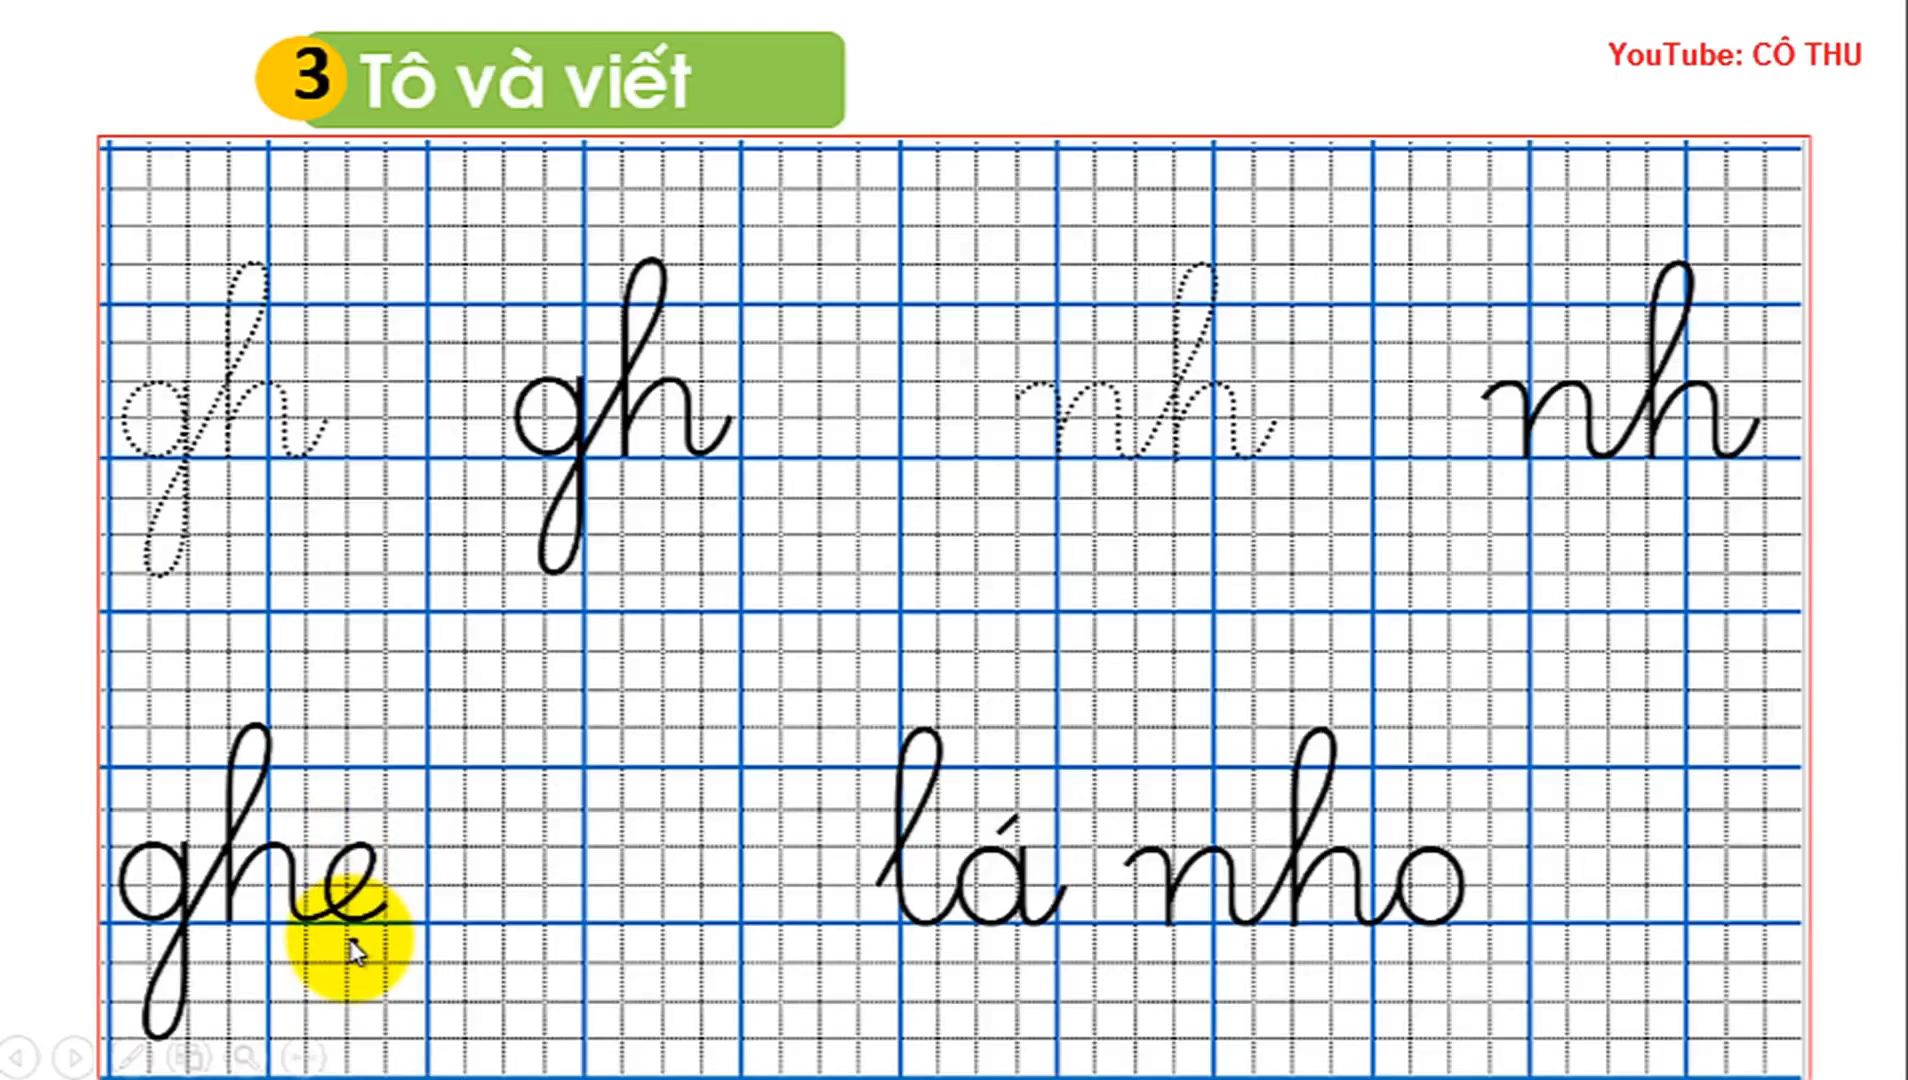 3 Tô và viết
YouTube: CÔ THU
gh gh nh nh
ghe lá nho